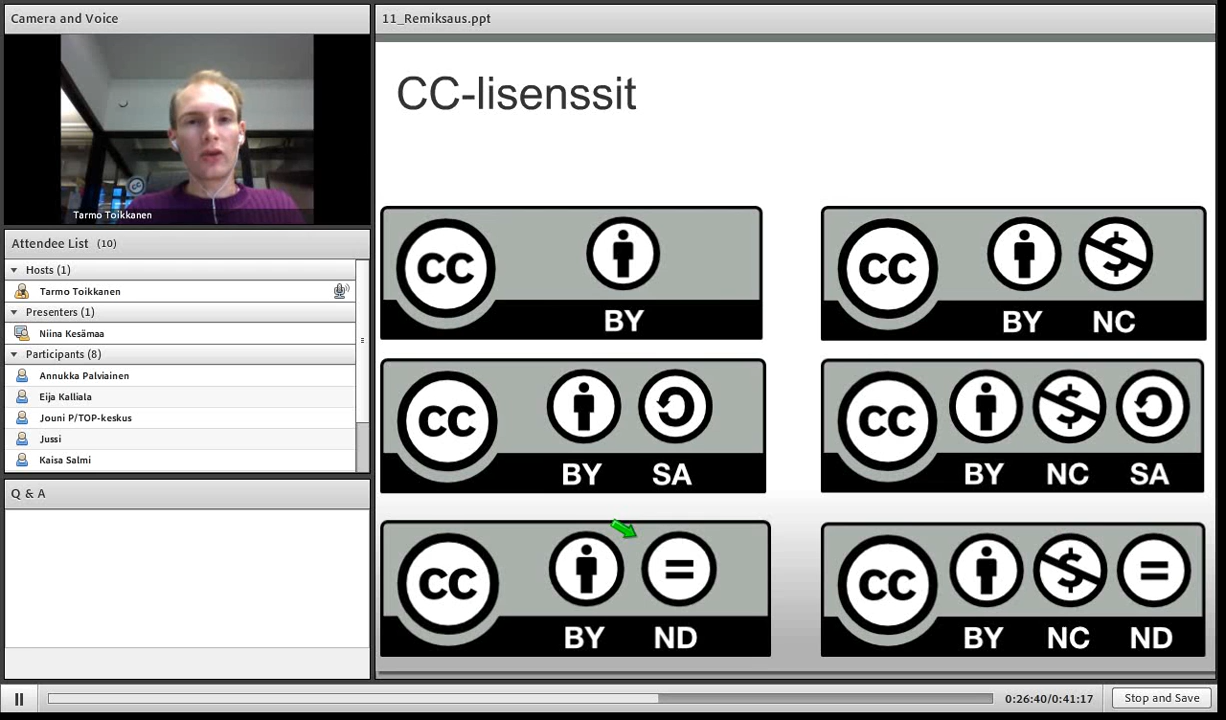 Camera and Voice
Tarmo Toikkanen
Attendee List (10)
Hosts (1)
Tarmo Toikkanen
Presenters (1)
Niina Kesämaa
Participants (8)
Annukka Palviainen
Eija Kalliala
Jouni P/TOP-keskus
Jussi
Kaisa Salmi
Q & A
11_Remiksaus.ppt
CC-lisenssit
CC BY
CC $ BY NC
CC BY SA
CC $ BY NC SA
CC = BY ND
CC $ = BY NC ND
0:26:40/0:41:17
Stop and Save